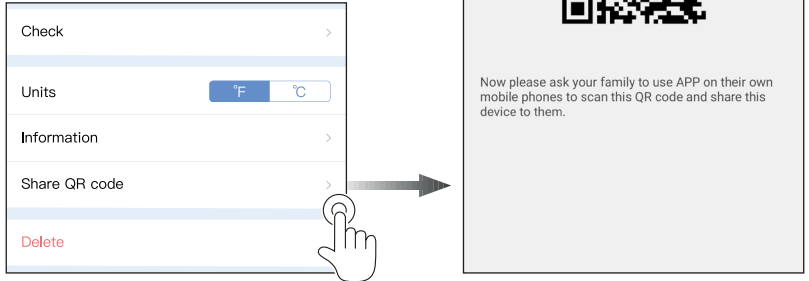 Check
Units
°F
°C
Information
Share QR code
Delete
Now please ask your family to use APP on their own
mobile phones to scan this QR code and share this
device to them.